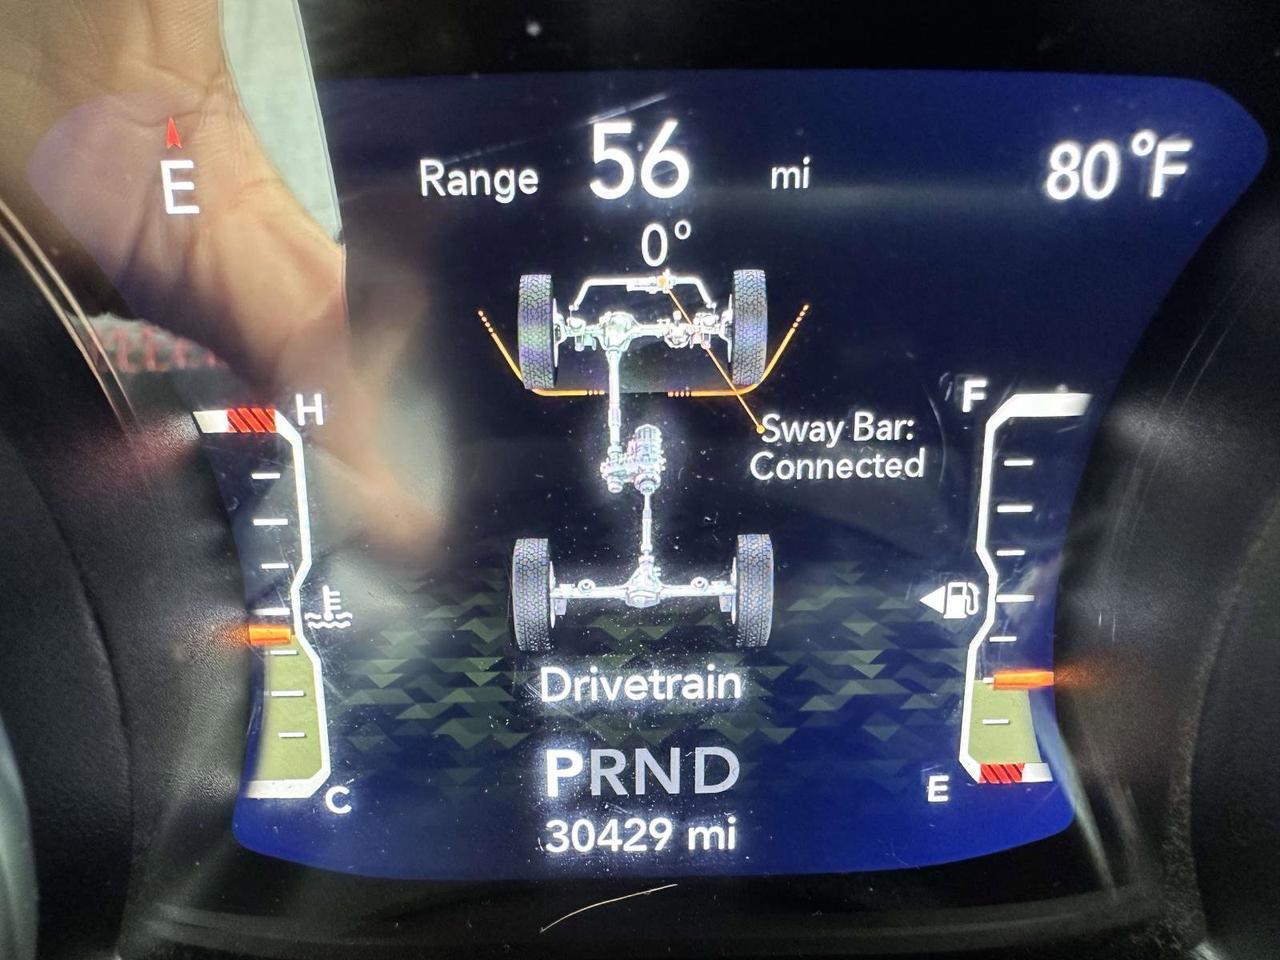 E
Range 56 mi
80°F
0°
H
F
Sway Bar:
Connected
Drivetrain
PRND
E
C
30429 mi